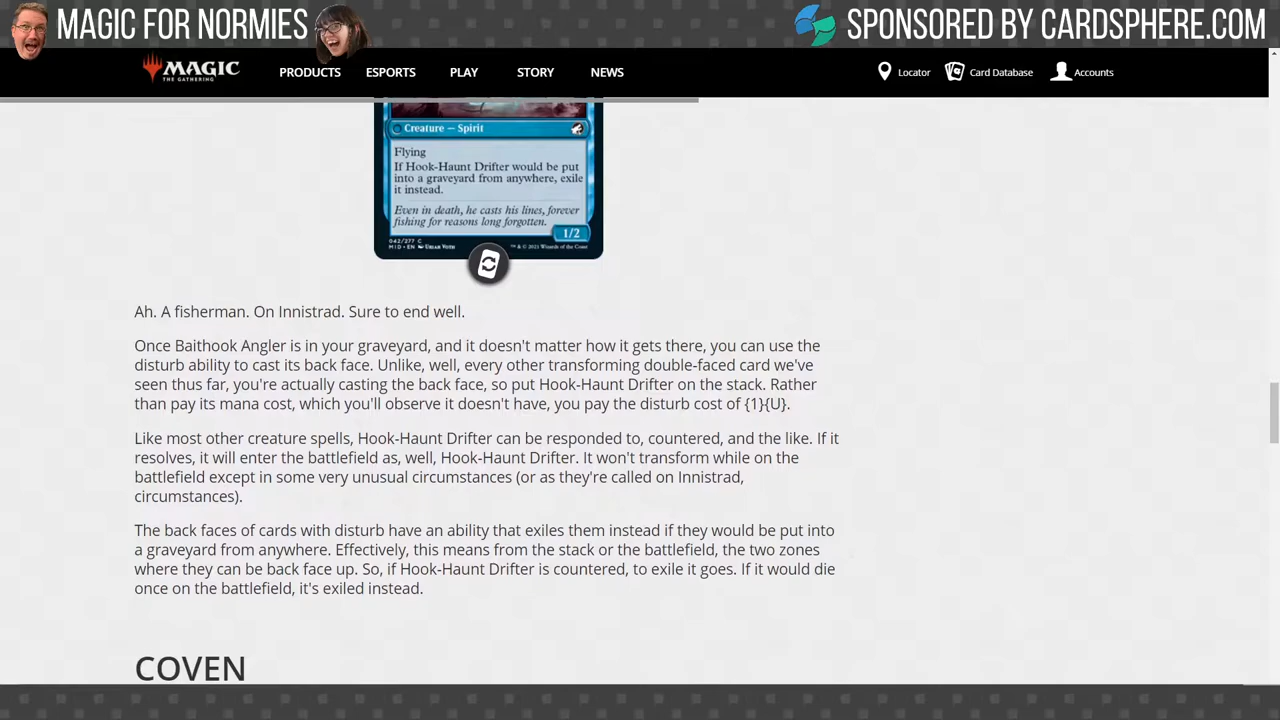 MAGIC FOR NORMIES
SPONSORED BY CARDSPHERE.COM
MAGIC
THE GATHERING
PRODUCTS ESPORTS PLAY STORY NEWS
Locator Card Database Accounts
Creature — Spirit
Flying
If Hook-Haunt Drifter would be put
into a graveyard from anywhere, exile
it instead.
Even in death, he casts his lines, forever
fishing for reasons long forgotten.
1/2
042/277 C
MID • EN
™ & © 2021 Wizards of the Coast
Ah. A fisherman. On Innistrad. Sure to end well.
Once Baithook Angler is in your graveyard, and it doesn't matter how it gets there, you can use the
disturb ability to cast its back face. Unlike, well, every other transforming double-faced card we've
seen thus far, you're actually casting the back face, so put Hook-Haunt Drifter on the stack. Rather
than pay its mana cost, which you'll observe it doesn't have, you pay the disturb cost of {1}{U}.
Like most other creature spells, Hook-Haunt Drifter can be responded to, countered, and the like. If it
resolves, it will enter the battlefield as, well, Hook-Haunt Drifter. It won't transform while on the
battlefield except in some very unusual circumstances (or as they're called on Innistrad,
circumstances).
The back faces of cards with disturb have an ability that exiles them instead if they would be put into
a graveyard from anywhere. Effectively, this means from the stack or the battlefield, the two zones
where they can be back face up. So, if Hook-Haunt Drifter is countered, to exile it goes. If it would die
once on the battlefield, it's exiled instead.
COVEN